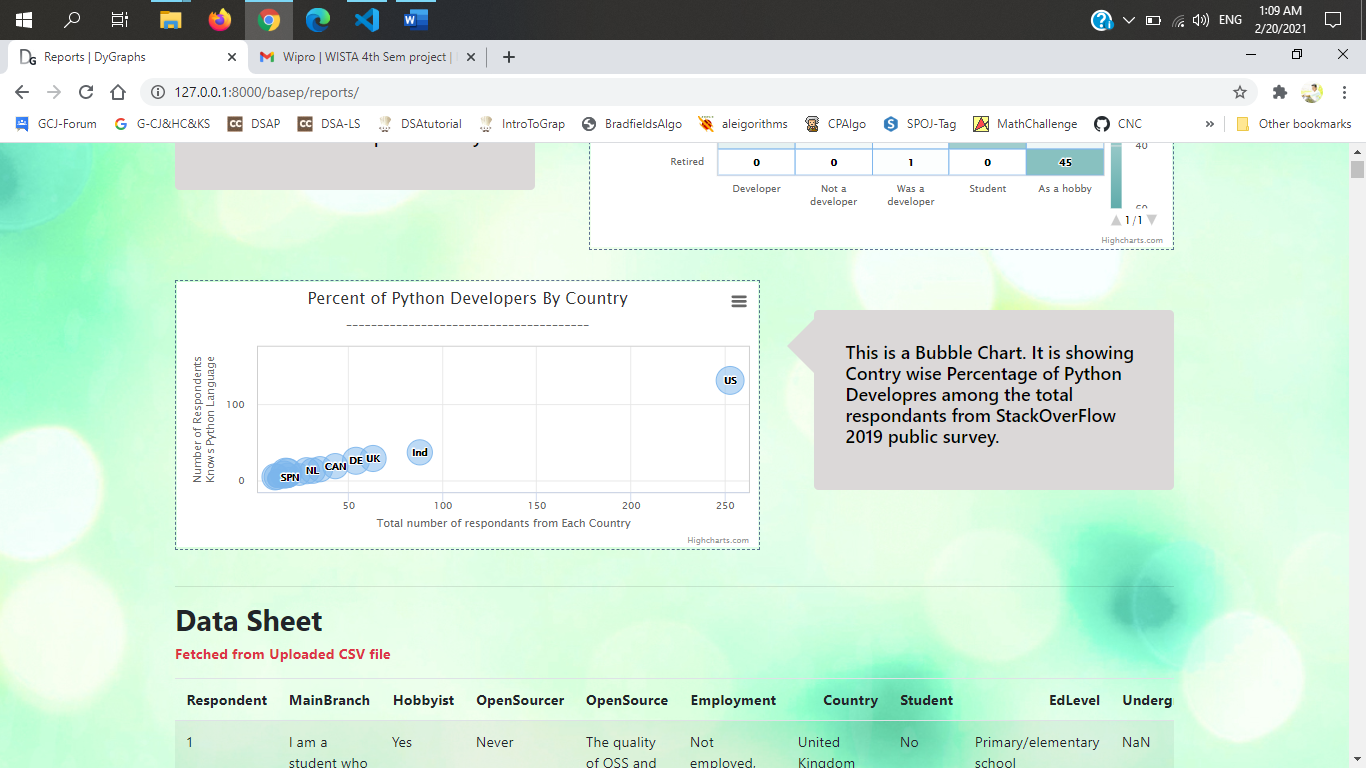 ENG
1:09 AM
2/20/2021
Reports | DyGraphs
Wipro | WISTA 4th Sem project |
127.0.0.1:8000/basep/reports/
GCJ-Forum G-CJ&HC&KS DSAP DSA-LS DSAtutorial IntroToGrap BradfieldsAlgo aleigorithms CPAlgo SPOJ-Tag MathChallenge CNC » Other bookmarks
40
Retired 0 0 1 0 45
Developer Not a developer Was a developer Student As a hobby
1/1
Highcharts.com
Percent of Python Developers By Country
---------------------------------------
Number of Respondents
Know's Python Language
100
0
US
Ind
UK
DE
CAN
NL
SPN
50 100 150 200 250
Total number of respondants from Each Country
Highcharts.com
This is a Bubble Chart. It is showing
Contry wise Percentage of Python
Developres among the total
respondants from StackOverFlow
2019 public survey.
Data Sheet
Fetched from Uploaded CSV file
Respondent MainBranch Hobbyist OpenSourcer OpenSource Employment Country Student EdLevel Underg
1 I am a Yes Never The quality Not United No Primary/elementary NaN
student who of OSS and employed, Kingdom school